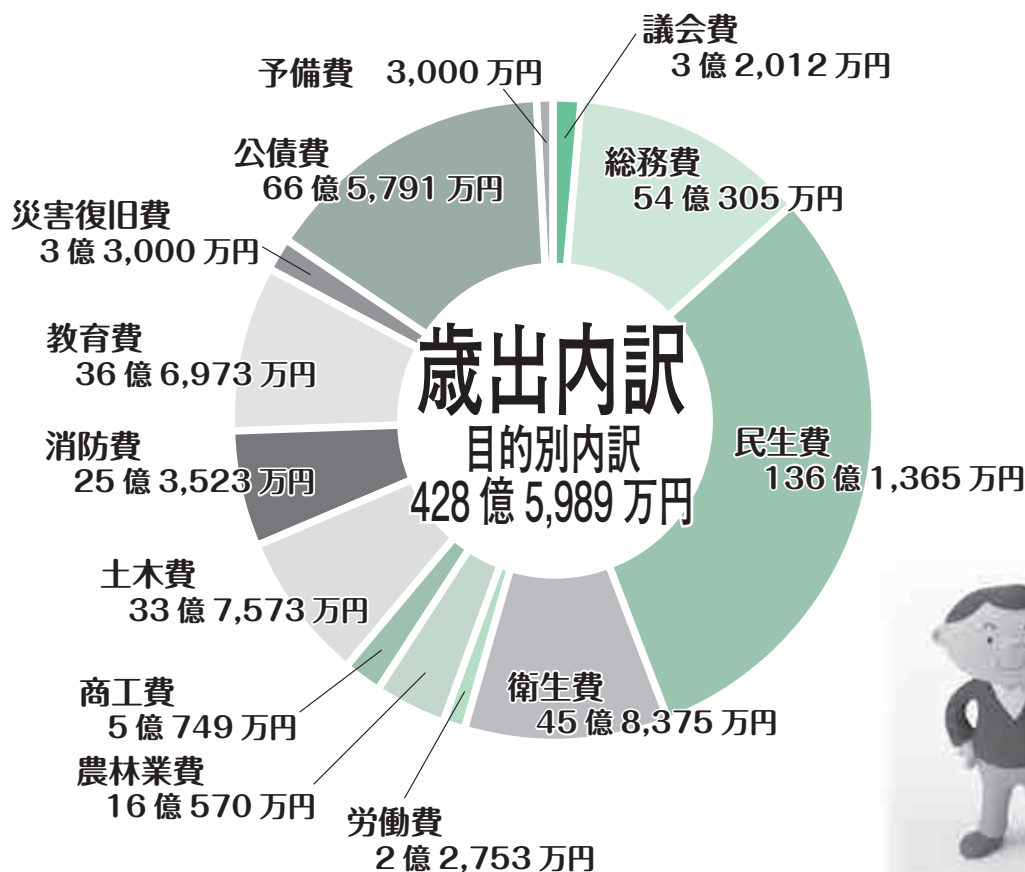 歳出内訳
目的別内訳
428億5,989万円
議会費
3億2,012万円
総務費
54億305万円
民生費
136億1,365万円
衛生費
45億8,375万円
労働費
2億2,753万円
農林業費
16億570万円
商工費
5億749万円
土木費
33億7,573万円
消防費
25億3,523万円
教育費
36億6,973万円
災害復旧費
3億3,000万円
公債費
66億5,791万円
予備費 3,000万円